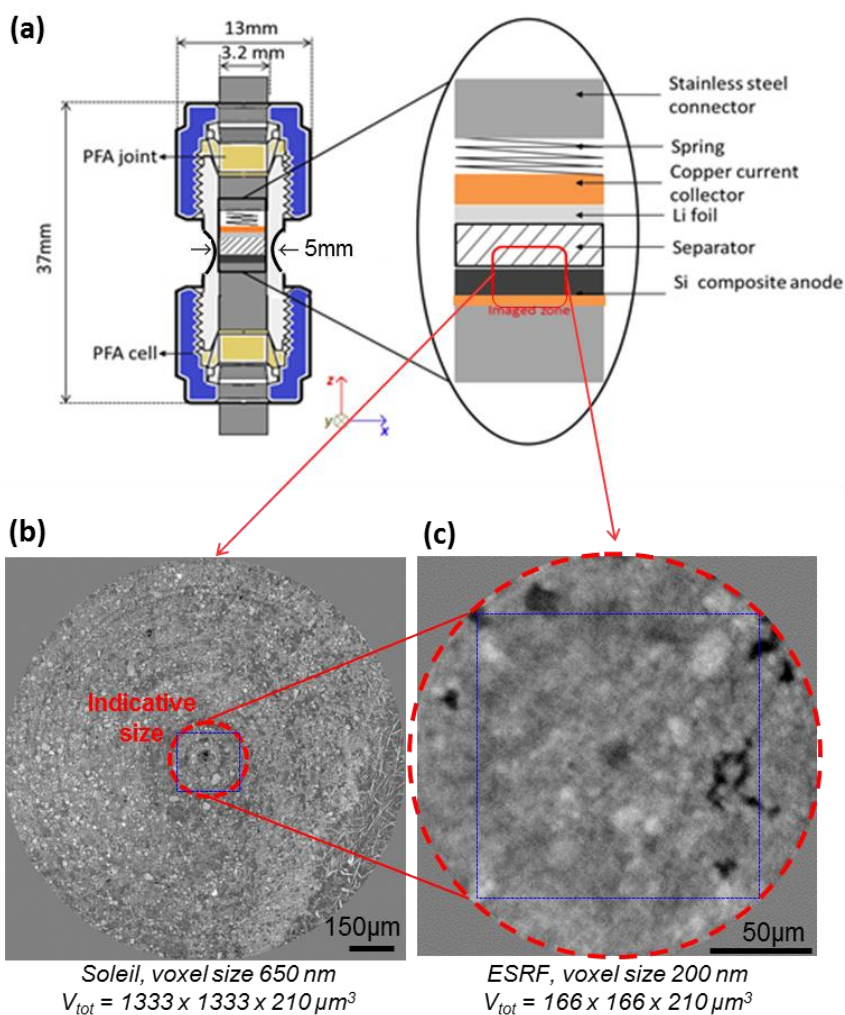 (a)
13mm
3.2 mm
37mm
PFA joint
5mm
PFA cell
z
y
x
Stainless steel
connector
Spring
Copper current
collector
Li foil
Separator
Si composite anode
Imaged zone
(b)
Indicative
size
150µm
Soleil, voxel size 650 nm
Vtot = 1333 x 1333 x 210 µm³
(c)
50µm
ESRF, voxel size 200 nm
Vtot = 166 x 166 x 210 µm³